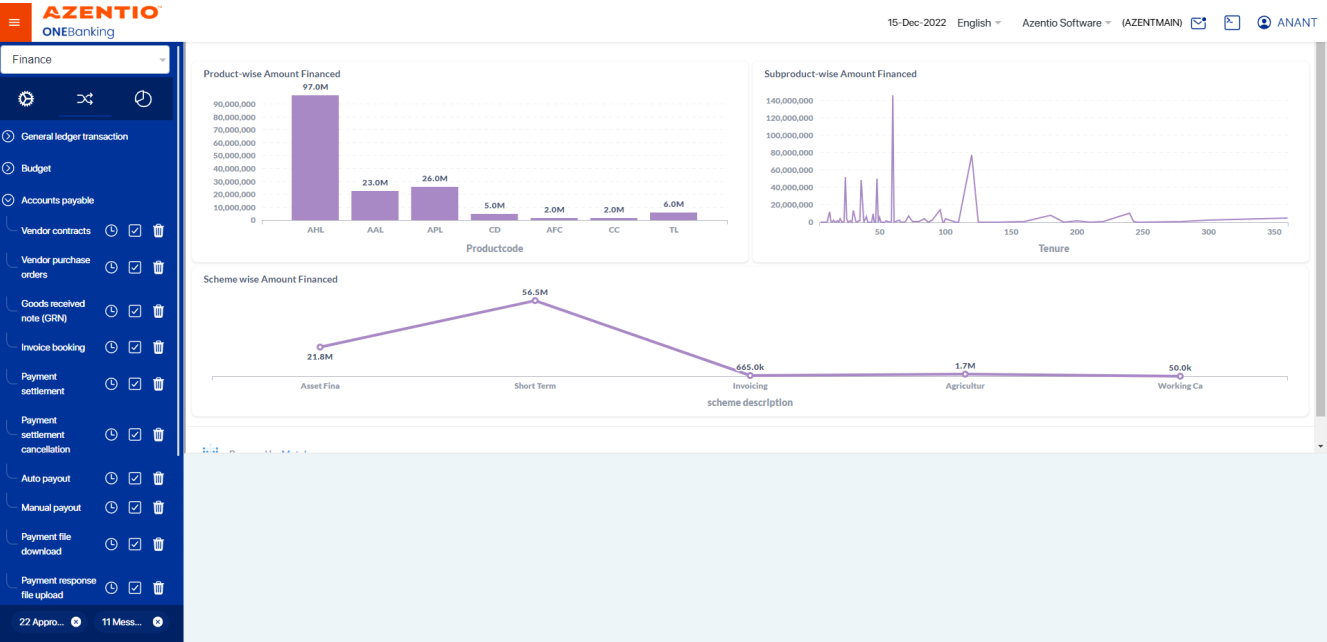 AZENTIO
ONEBanking
15-Dec-2022 English Azentio Software (AZENTMAIN) ANANT
Finance
General ledger transaction
Budget
Accounts payable
Vendor contracts
Vendor purchase
orders
Goods received
note (GRN)
Invoice booking
Payment
settlement
Payment
settlement
cancellation
Auto payout
Manual payout
Payment file
download
Payment response
file upload
22 Appro... 11 Mess...
Product-wise Amount Financed
97.0M
90,000,000
80,000,000
70,000,000
60,000,000
50,000,000
40,000,000
30,000,000
20,000,000
10,000,000
0
23.0M
26.0M
5.0M
2.0M
2.0M
6.0M
AHL AAL APL CD AFC CC TL
Productcode
Subproduct-wise Amount Financed
140,000,000
120,000,000
100,000,000
80,000,000
60,000,000
40,000,000
20,000,000
0
50 100 150 200 250 300 350
Tenure
Scheme wise Amount Financed
21.8M
56.5M
665.0k
1.7M
50.0k
Asset Fina Short Term Invoicing Agricultur Working Ca
scheme description